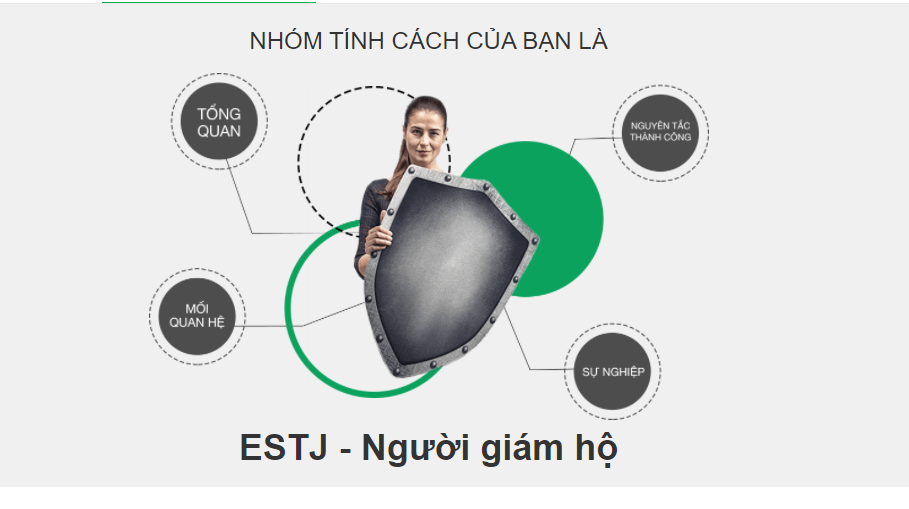 NHÓM TÍNH CÁCH CỦA BẠN LÀ
TỔNG
QUAN
NGUYÊN TẮC
THÀNH CÔNG
MỐI
QUAN HỆ
SỰ NGHIỆP
ESTJ - Người giám hộ